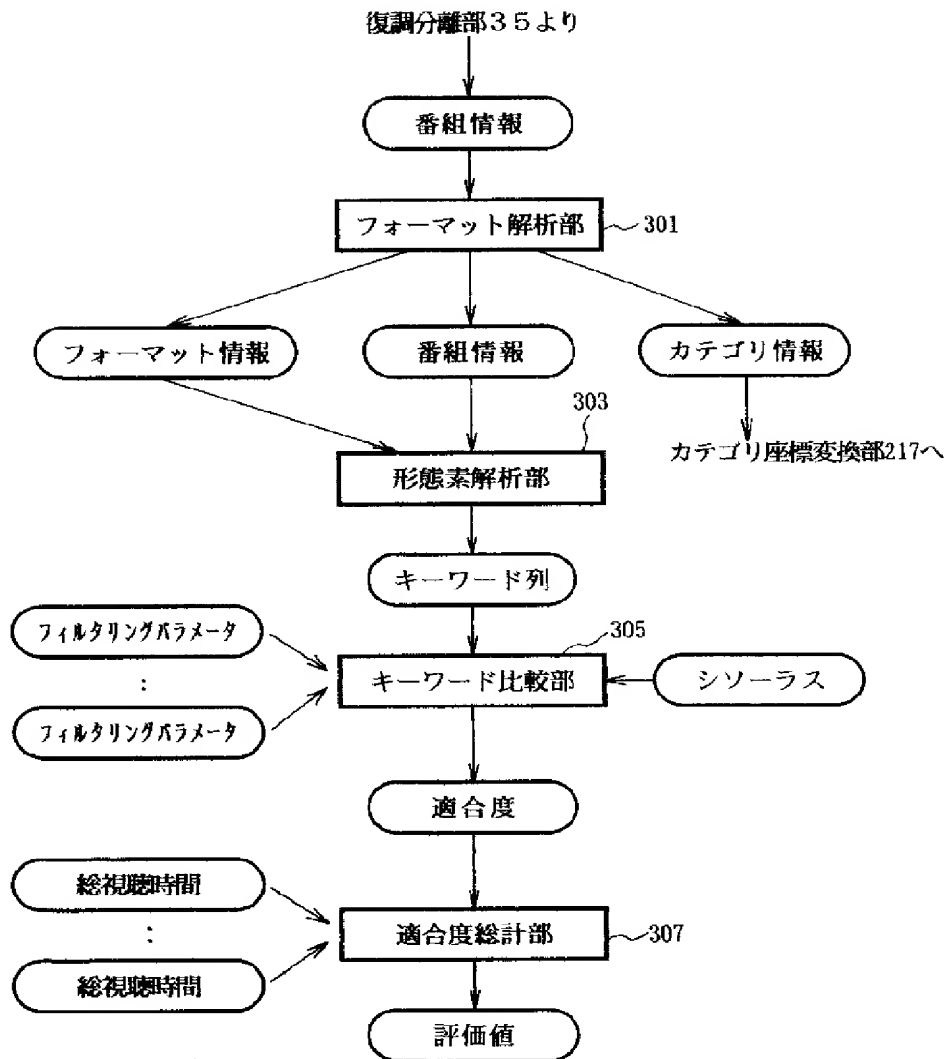 復調分離部３５より
番組情報
フォーマット解析部 301
フォーマット情報 番組情報 カテゴリ情報
303
カテゴリ座標変換部217へ
形態素解析部
キーワード列
フィルタリングパラメータ
305
:
キーワード比較部 シソーラス
フィルタリングパラメータ
適合度
総視聴時間
:
適合度総計部 307
総視聴時間
評価値